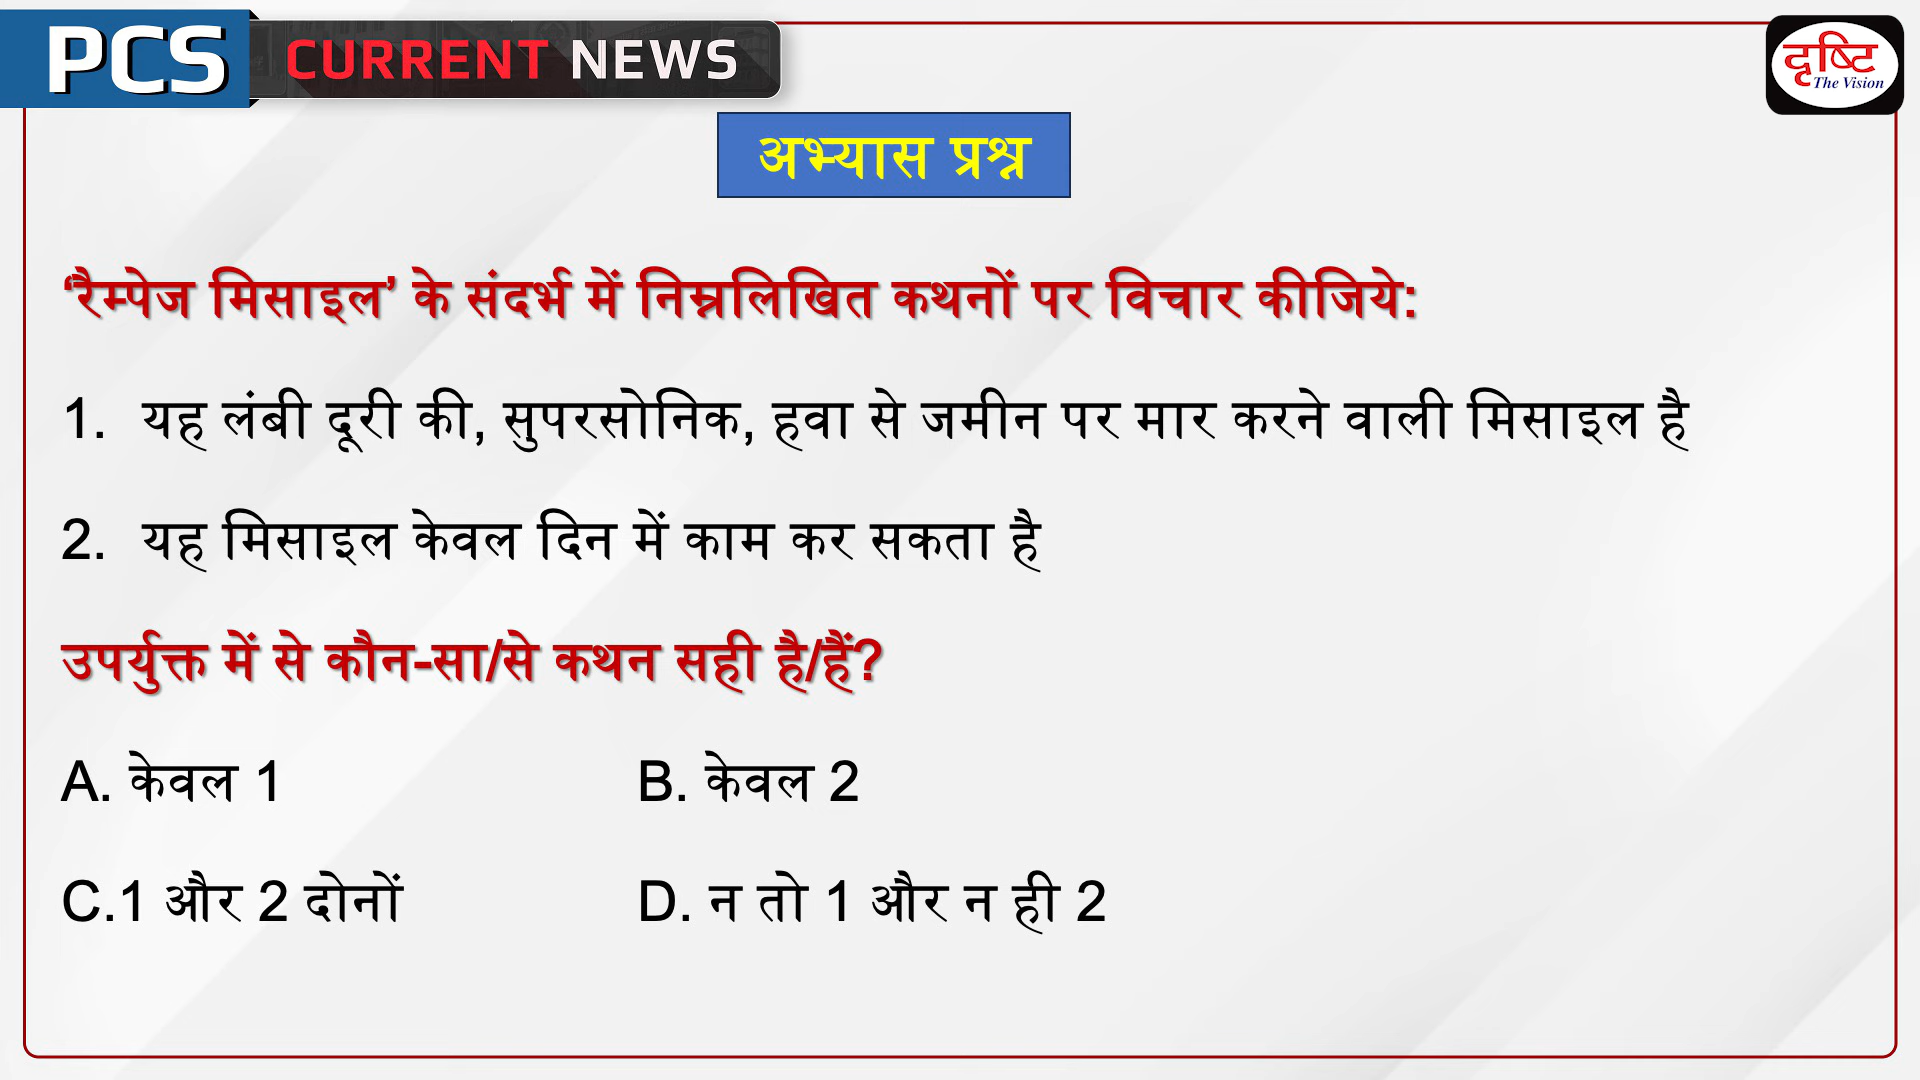 PCS CURRENT NEWS
दृष्टि
The Vision
अभ्यास प्रश्न
‘रैम्पेज मिसाइल’ के संदर्भ में निम्नलिखित कथनों पर विचार कीजिये:
1. यह लंबी दूरी की, सुपरसोनिक, हवा से जमीन पर मार करने वाली मिसाइल है
2. यह मिसाइल केवल दिन में काम कर सकता है
उपर्युक्त में से कौन-सा/से कथन सही है/हैं?
A. केवल 1 B. केवल 2
C.1 और 2 दोनों D. न तो 1 और न ही 2